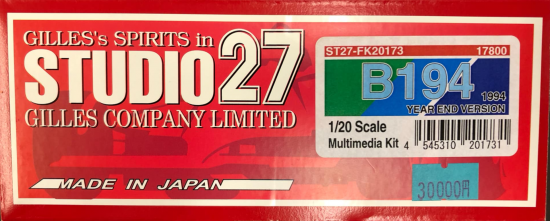 GILLES's SPIRITS in
STUDIO27
GILLES COMPANY LIMITED
MADE IN JAPAN
ST27-FK20173 17800
B194
1994
YEAR END VERSION
1/20 Scale
Multimedia Kit
4 545310 201731
30000円